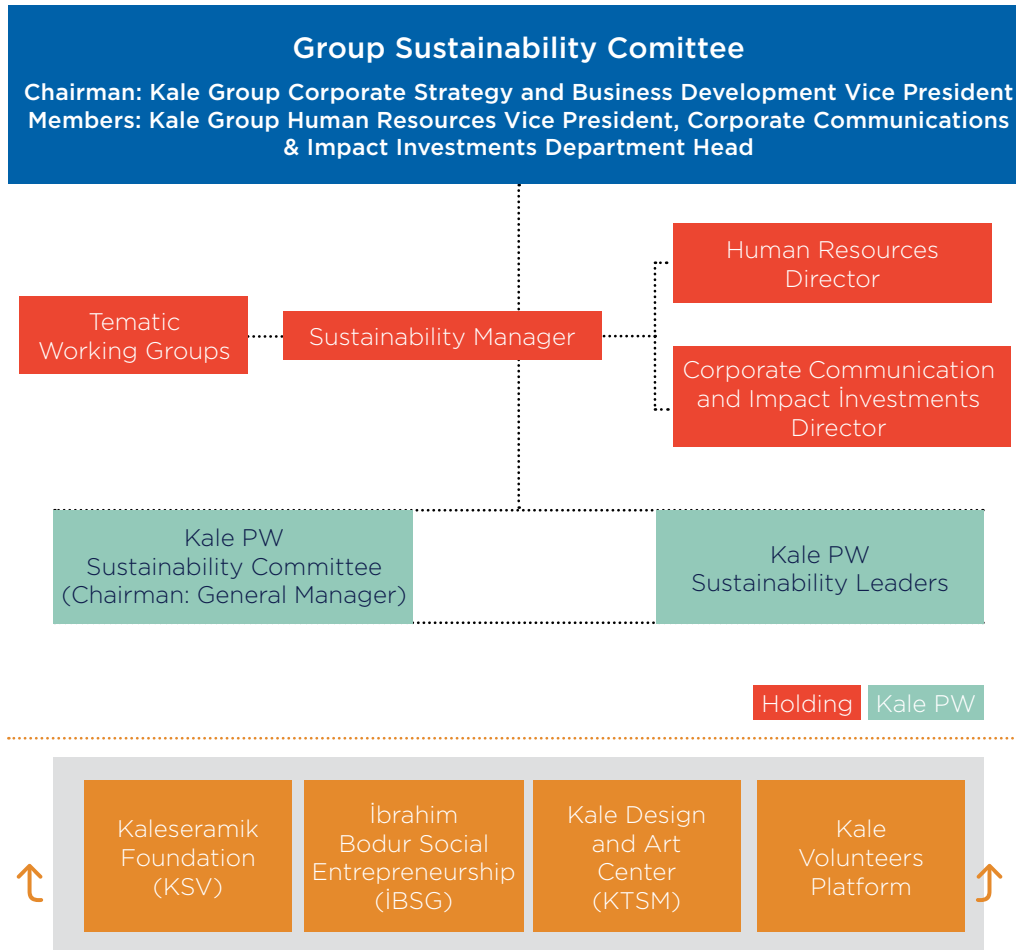 Group Sustainability Comittee
Chairman: Kale Group Corporate Strategy and Business Development Vice President
Members: Kale Group Human Resources Vice President, Corporate Communications
& Impact Investments Department Head
Human Resources
Director
Tematic
Working Groups
Sustainability Manager
Corporate Communication
and Impact İnvestments
Director
Kale PW
Sustainability Committee
(Chairman: General Manager)
Kale PW
Sustainability Leaders
Holding
Kale PW
Kaleseramik
Foundation
(KSV)
İbrahim
Bodur Social
Entrepreneurship
(İBSG)
Kale Design
and Art
Center
(KTSM)
Kale
Volunteers
Platform